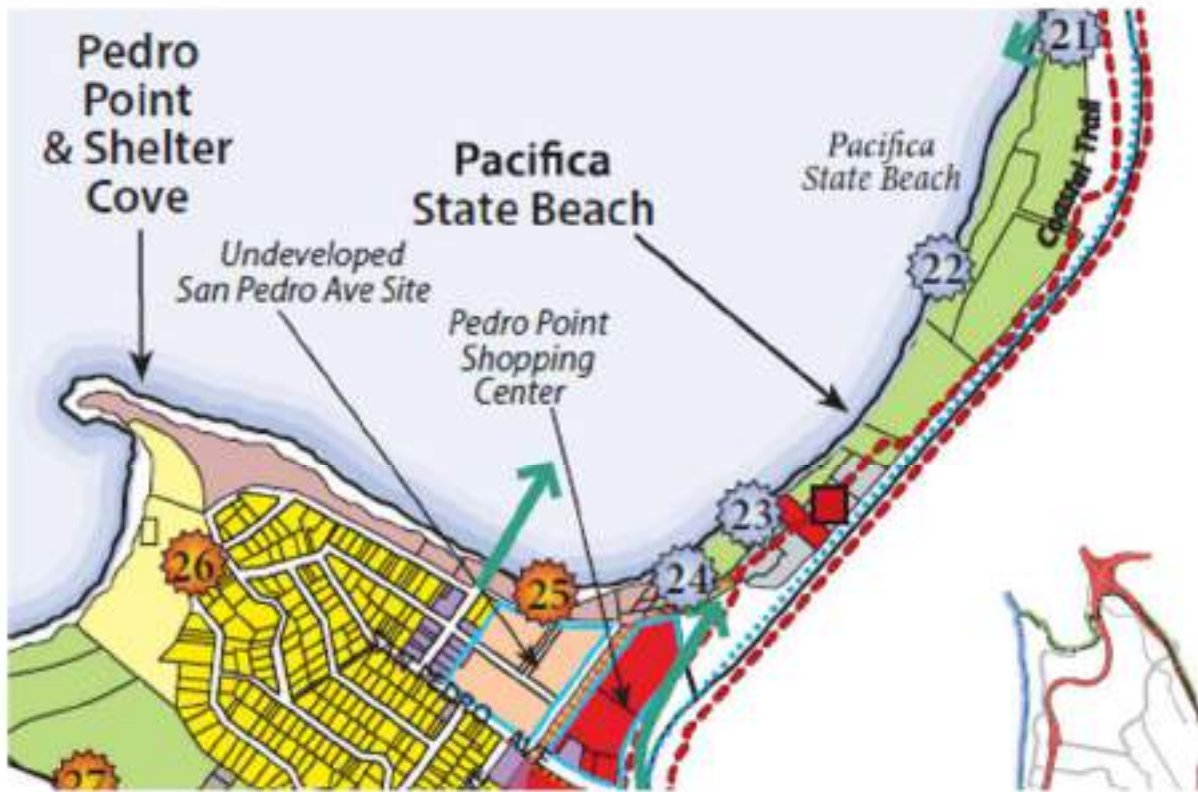 Pedro
Point
& Shelter
Cove
Pacifica
State Beach
Pacifica
State Beach
Coastal Trail
Undeveloped
San Pedro Ave Site
Pedro Point
Shopping
Center
21
22
23
24
25
26
27